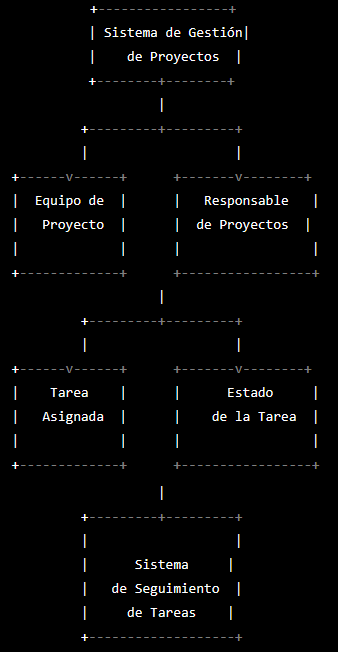 Sistema de Gestión
de Proyectos
Equipo de Responsable
Proyecto de Proyectos
Tarea Estado
Asignada de la Tarea
Sistema
de Seguimiento
de Tareas